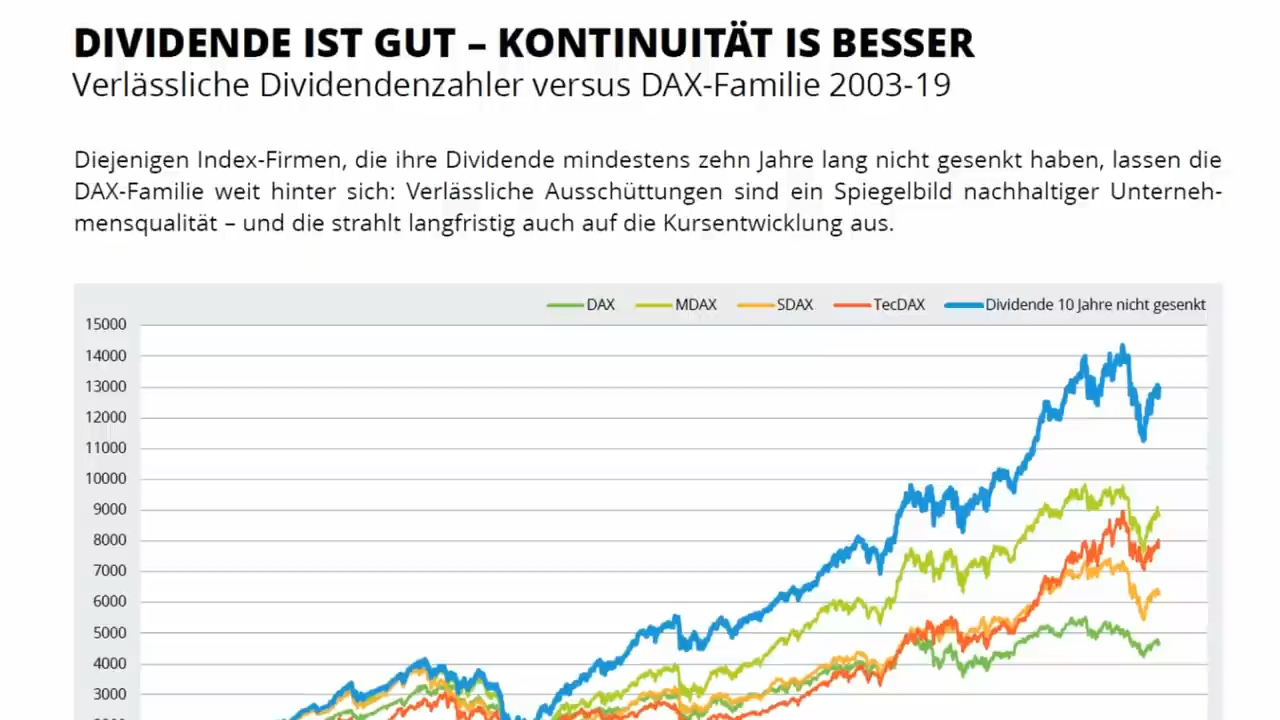 DIVIDENDE IST GUT – KONTINUITÄT IS BESSER
Verlässliche Dividendenzahler versus DAX-Familie 2003-19
Diejenigen Index-Firmen, die ihre Dividende mindestens zehn Jahre lang nicht gesenkt haben, lassen die
DAX-Familie weit hinter sich: Verlässliche Ausschüttungen sind ein Spiegelbild nachhaltiger Unterneh-
mensqualität – und die strahlt langfristig auch auf die Kursentwicklung aus.
DAX MDAX SDAX TecDAX Dividende 10 Jahre nicht gesenkt
15000
14000
13000
12000
11000
10000
9000
8000
7000
6000
5000
4000
3000